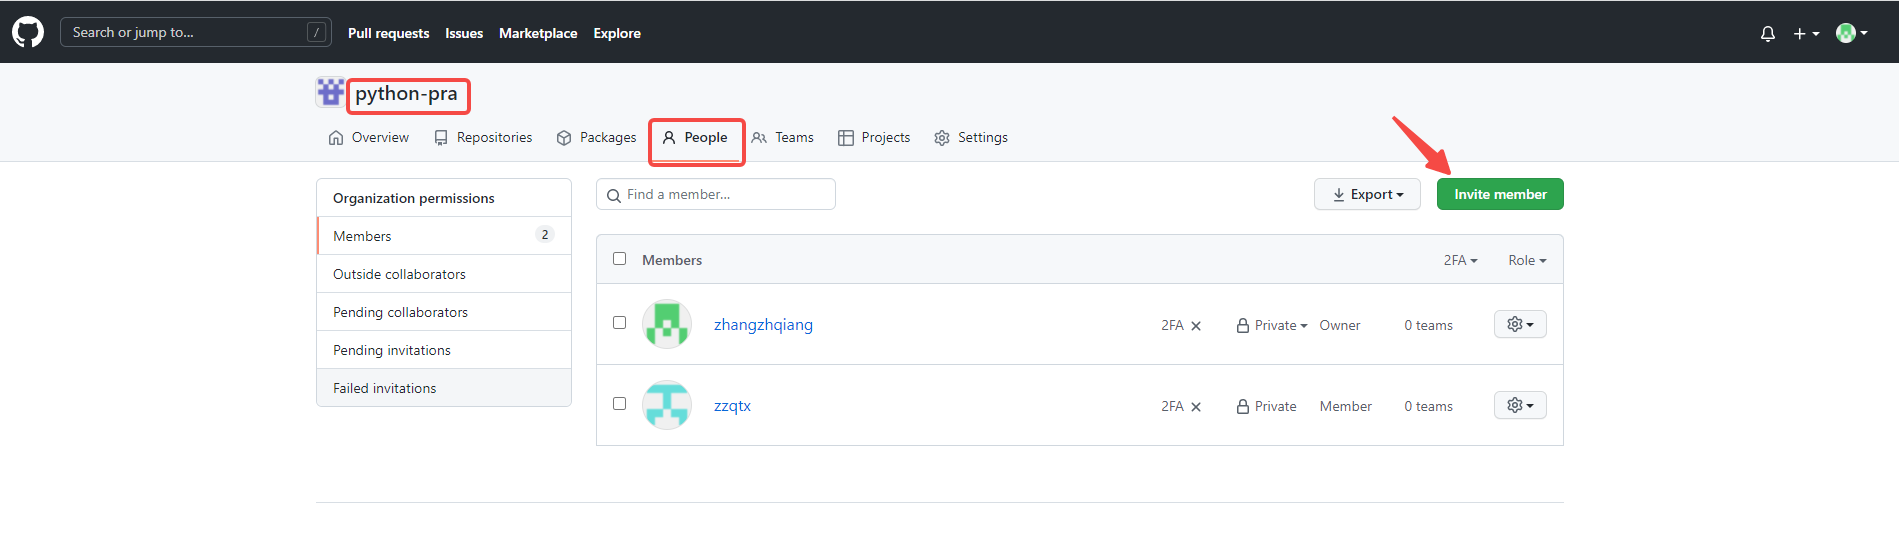 Search or jump to... /
Pull requests Issues Marketplace Explore
python-pra
Overview Repositories Packages People Teams Projects Settings
Organization permissions
Members 2
Outside collaborators
Pending collaborators
Pending invitations
Failed invitations
Find a member...
Export
Invite member
Members 2FA Role
zhangzhqiang 2FA Private Owner 0 teams
zzqtx 2FA Private Member 0 teams